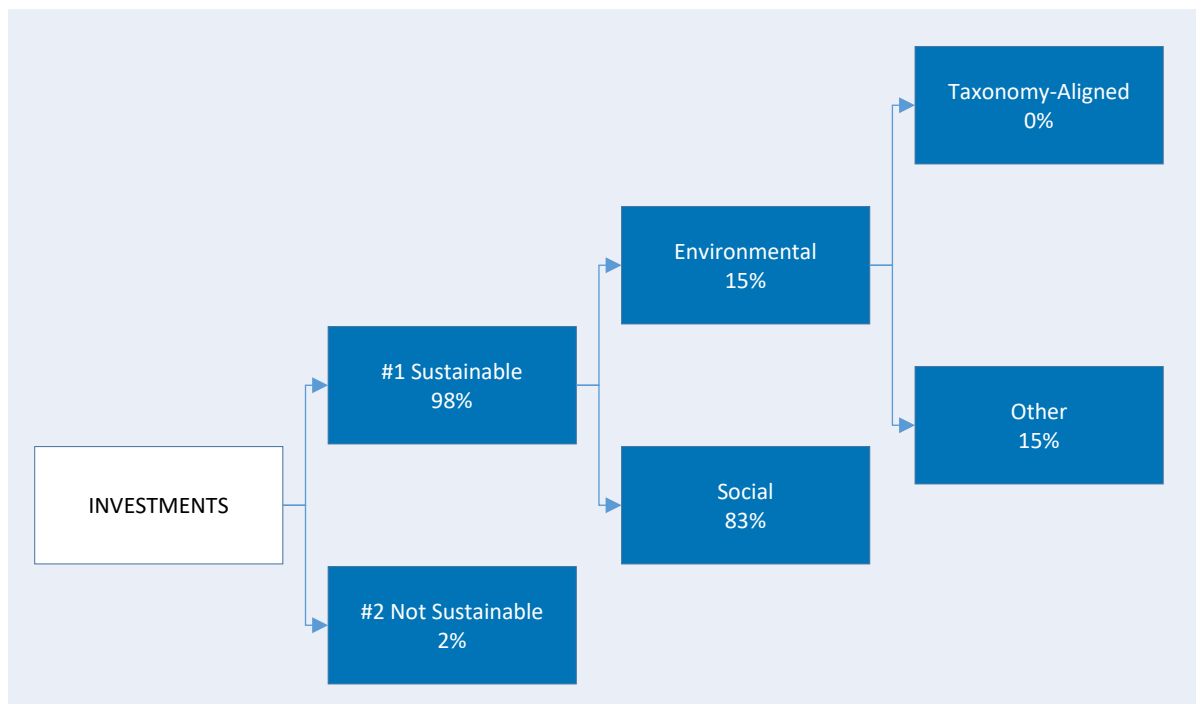 Taxonomy-Aligned
0%
Environmental
15%
#1 Sustainable
98%
Other
15%
INVESTMENTS
Social
83%
#2 Not Sustainable
2%